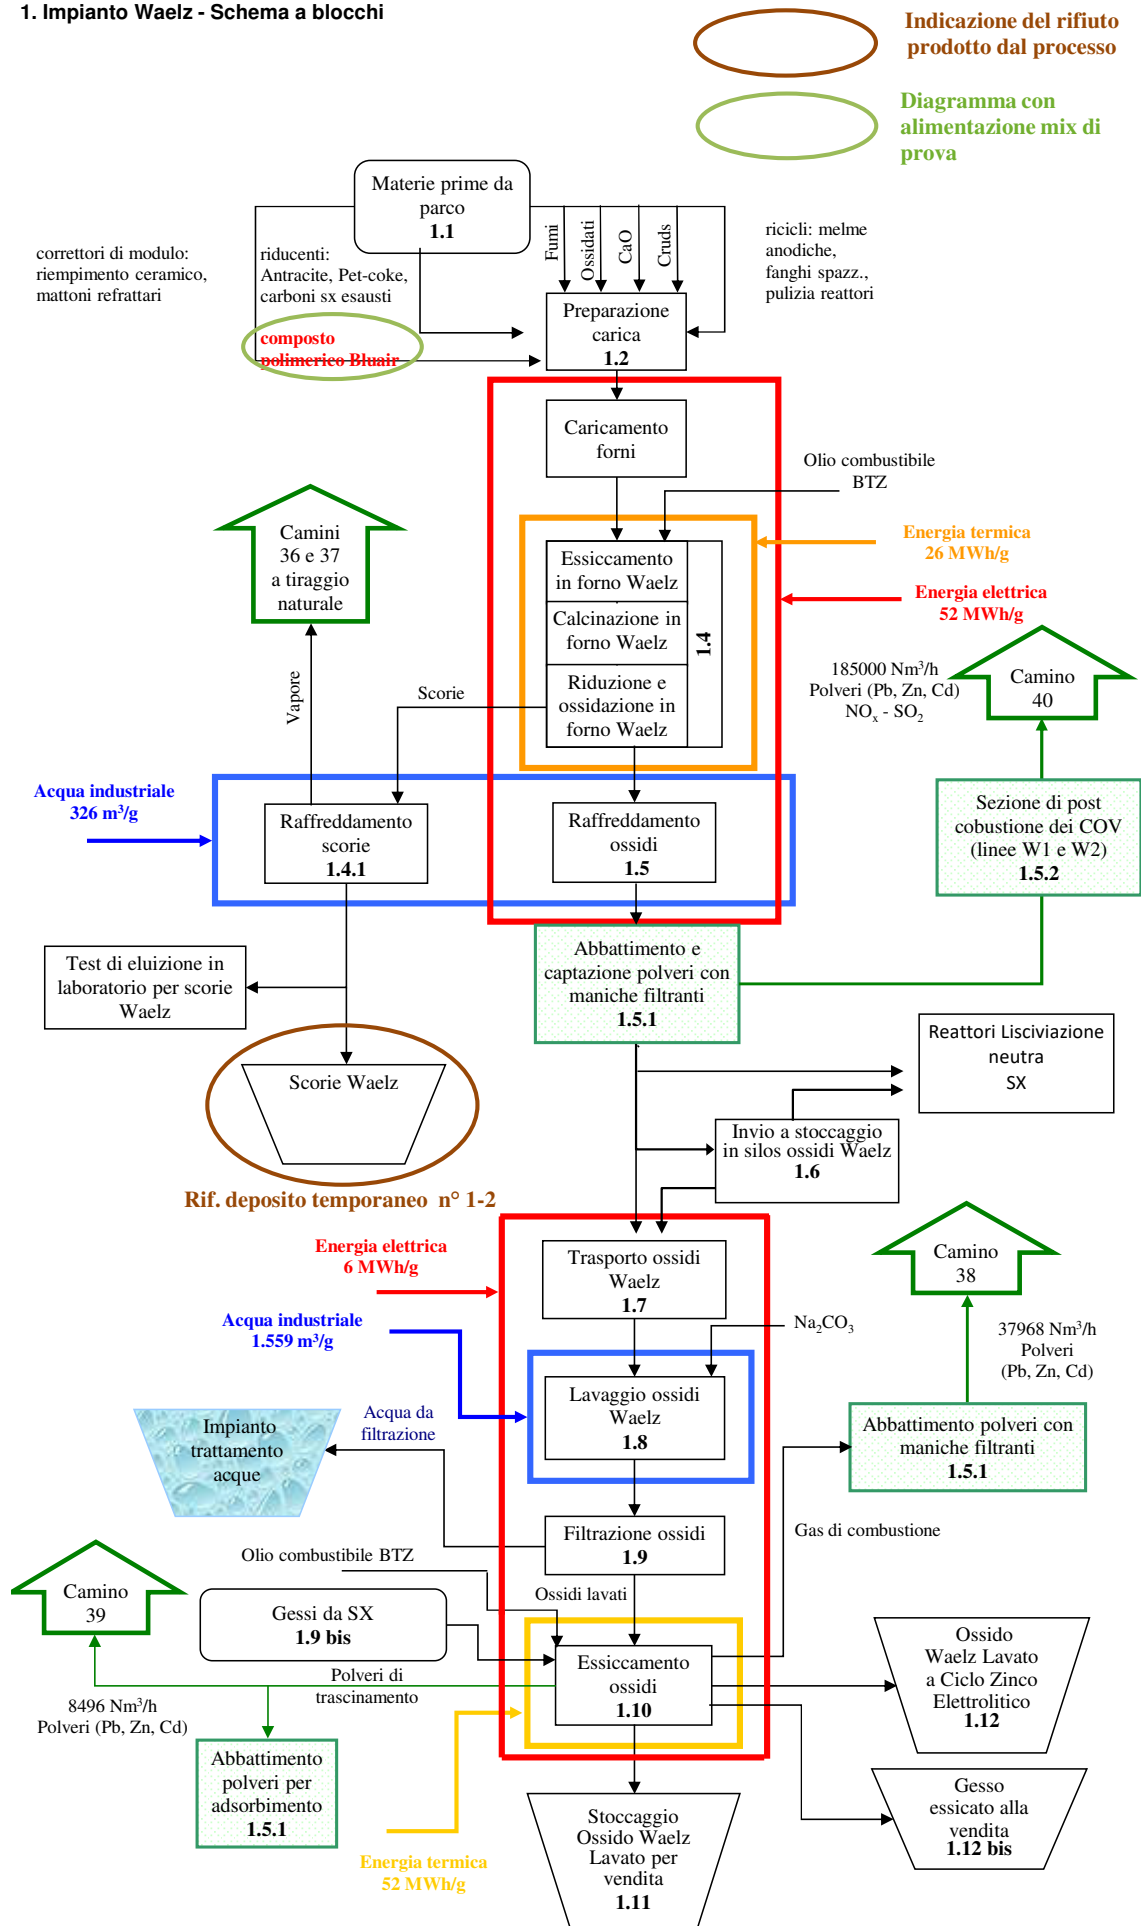 1. Impianto Waelz - Schema a blocchi
Indicazione del rifiuto
prodotto dal processo
Diagramma con
alimentazione mix di
prova
Materie prime da
parco
1.1
correttori di modulo:
riempimento ceramico,
mattoni refrattari
riducenti:
Antracite, Pet-coke,
carboni sx esausti
composto
polimerico Bluair
Fumi
Ossidati
CaO
Cruds
ricicli: melme
anodiche,
fanghi spazz.,
pulizia reattori
Preparazione
carica
1.2
Caricamento
forni
Olio combustibile
BTZ
Camini
36 e 37
a tiraggio
naturale
Essiccamento
in forno Waelz
Calcinazione in
forno Waelz
Riduzione e
ossidazione in
forno Waelz
1.4
Energia termica
26 MWh/g
Energia elettrica
52 MWh/g
185000 Nm³/h
Polveri (Pb, Zn, Cd)
NOₓ - SO₂
Camino
40
Vapore
Scorie
Acqua industriale
326 m³/g
Raffreddamento
scorie
1.4.1
Raffreddamento
ossidi
1.5
Sezione di post
cobustione dei COV
(linee W1 e W2)
1.5.2
Test di eluizione in
laboratorio per scorie
Waelz
Abbattimento e
captazione polveri con
maniche filtranti
1.5.1
Reattori Lisciviazione
neutra
SX
Scorie Waelz
Invio a stoccaggio
in silos ossidi Waelz
1.6
Rif. deposito temporaneo n° 1-2
Energia elettrica
6 MWh/g
Trasporto ossidi
Waelz
1.7
Camino
38
Acqua industriale
1.559 m³/g
Na₂CO₃
37968 Nm³/h
Polveri
(Pb, Zn, Cd)
Lavaggio ossidi
Waelz
1.8
Impianto
trattamento
acque
Acqua da
filtrazione
Abbattimento polveri con
maniche filtranti
1.5.1
Filtrazione ossidi
1.9
Gas di combustione
Olio combustibile BTZ
Ossidi lavati
Camino
39
Gessi da SX
1.9 bis
Essiccamento
ossidi
1.10
Ossido
Waelz Lavato
a Ciclo Zinco
Elettrolitico
1.12
Polveri di
trascinamento
8496 Nm³/h
Polveri (Pb, Zn, Cd)
Abbattimento
polveri per
adsorbimento
1.5.1
Gesso
essicato alla
vendita
1.12 bis
Stoccaggio
Ossido Waelz
Lavato per
vendita
1.11
Energia termica
52 MWh/g